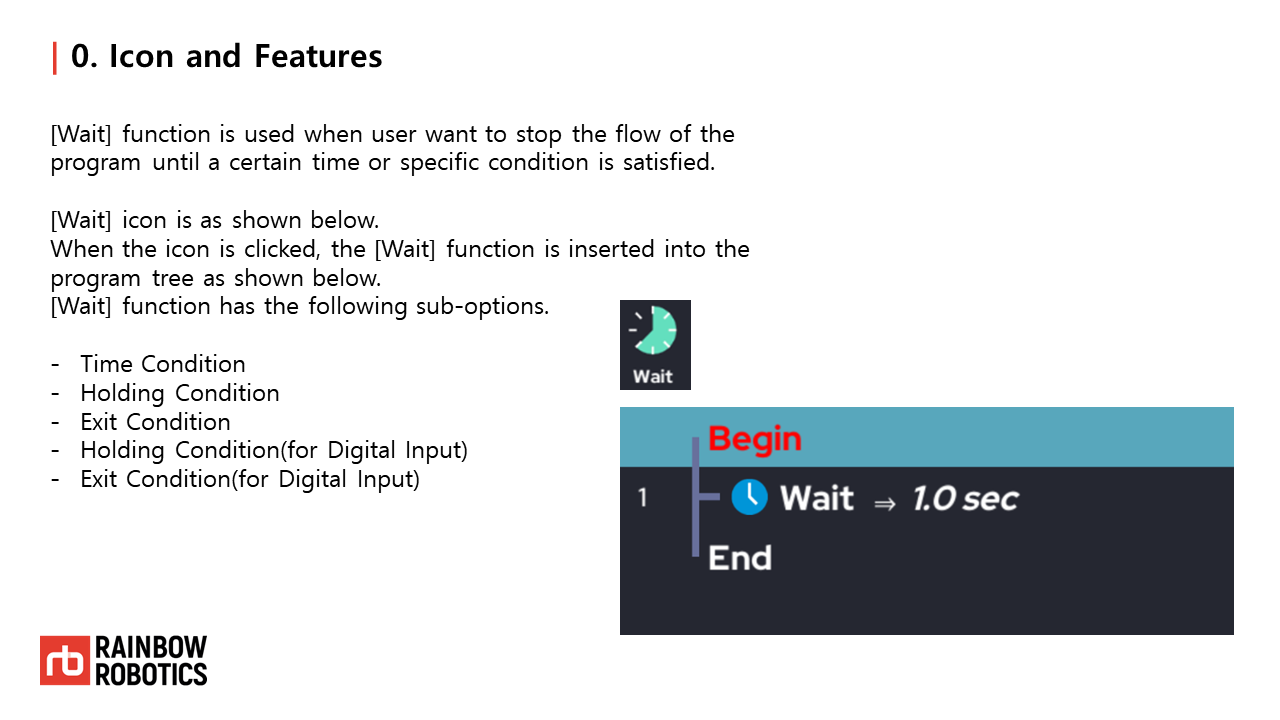 0. Icon and Features
[Wait] function is used when user want to stop the flow of the
program until a certain time or specific condition is satisfied.
[Wait] icon is as shown below.
When the icon is clicked, the [Wait] function is inserted into the
program tree as shown below.
[Wait] function has the following sub-options.
- Time Condition
- Holding Condition
- Exit Condition
- Holding Condition(for Digital Input)
- Exit Condition(for Digital Input)
Wait
Begin
1 Wait ⇒ 1.0 sec
End
rb RAINBOW
ROBOTICS